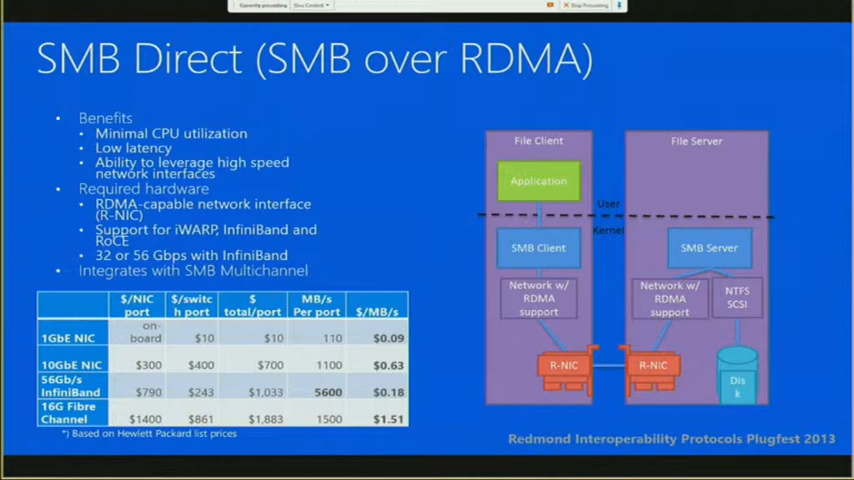 Currently presenting
Give Control
Stop Presenting
SMB Direct (SMB over RDMA)
Benefits
Minimal CPU utilization
Low latency
Ability to leverage high speed
network interfaces
Required hardware
RDMA-capable network interface
(R-NIC)
Support for iWARP, InfiniBand and
RoCE
32 or 56 Gbps with InfiniBand
Integrates with SMB Multichannel
$/NIC port $/switc h port $ total/port MB/s Per port $/MB/s
1GbE NIC on-board $10 $10 110 $0.09
10GbE NIC $300 $400 $700 1100 $0.63
56Gb/s InfiniBand $790 $243 $1,033 5600 $0.18
16G Fibre Channel $1400 $861 $1,883 1500 $1.51
*) Based on Hewlett Packard list prices
File Client
File Server
Application
User
Kernel
SMB Client
SMB Server
Network w/
RDMA
support
Network w/
RDMA
support
NTFS
SCSI
R-NIC
R-NIC
Dis
k
Redmond Interoperability Protocols Plugfest 2013